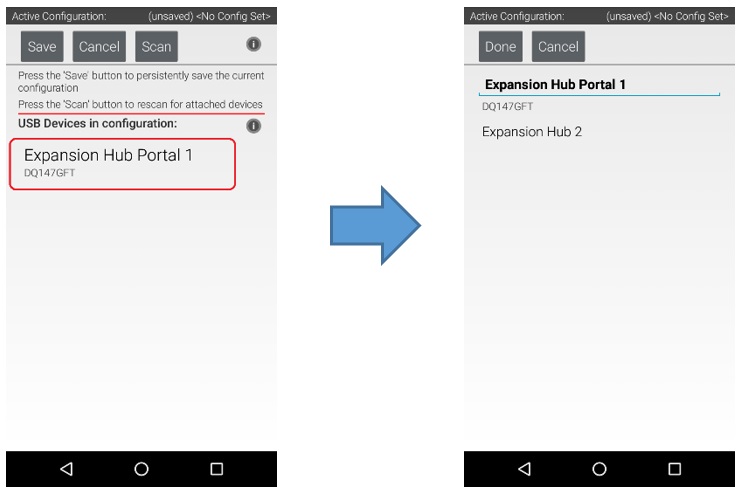 Active Configuration: (unsaved) <No Config Set>
Save Cancel Scan
Press the 'Save' button to persistently save the current
configuration
Press the 'Scan' button to rescan for attached devices
USB Devices in configuration:
Expansion Hub Portal 1
DQ147GFT
Active Configuration: (unsaved) <No Config Set>
Done Cancel
Expansion Hub Portal 1
DQ147GFT
Expansion Hub 2